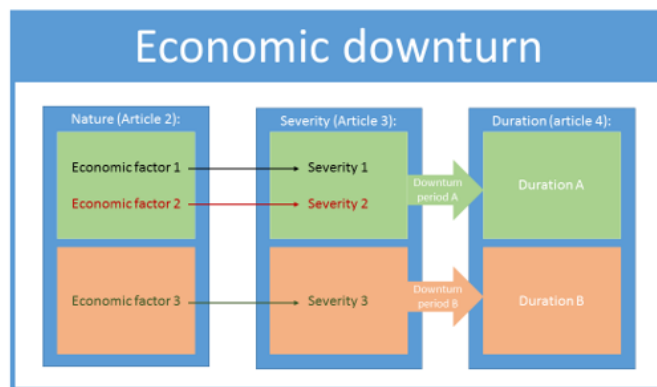 Economic downturn
Nature (Article 2):
Economic factor 1
Economic factor 2
Economic factor 3
Severity (Article 3):
Severity 1
Severity 2
Severity 3
Downturn
period A
Downturn
period B
Duration (article 4):
Duration A
Duration B